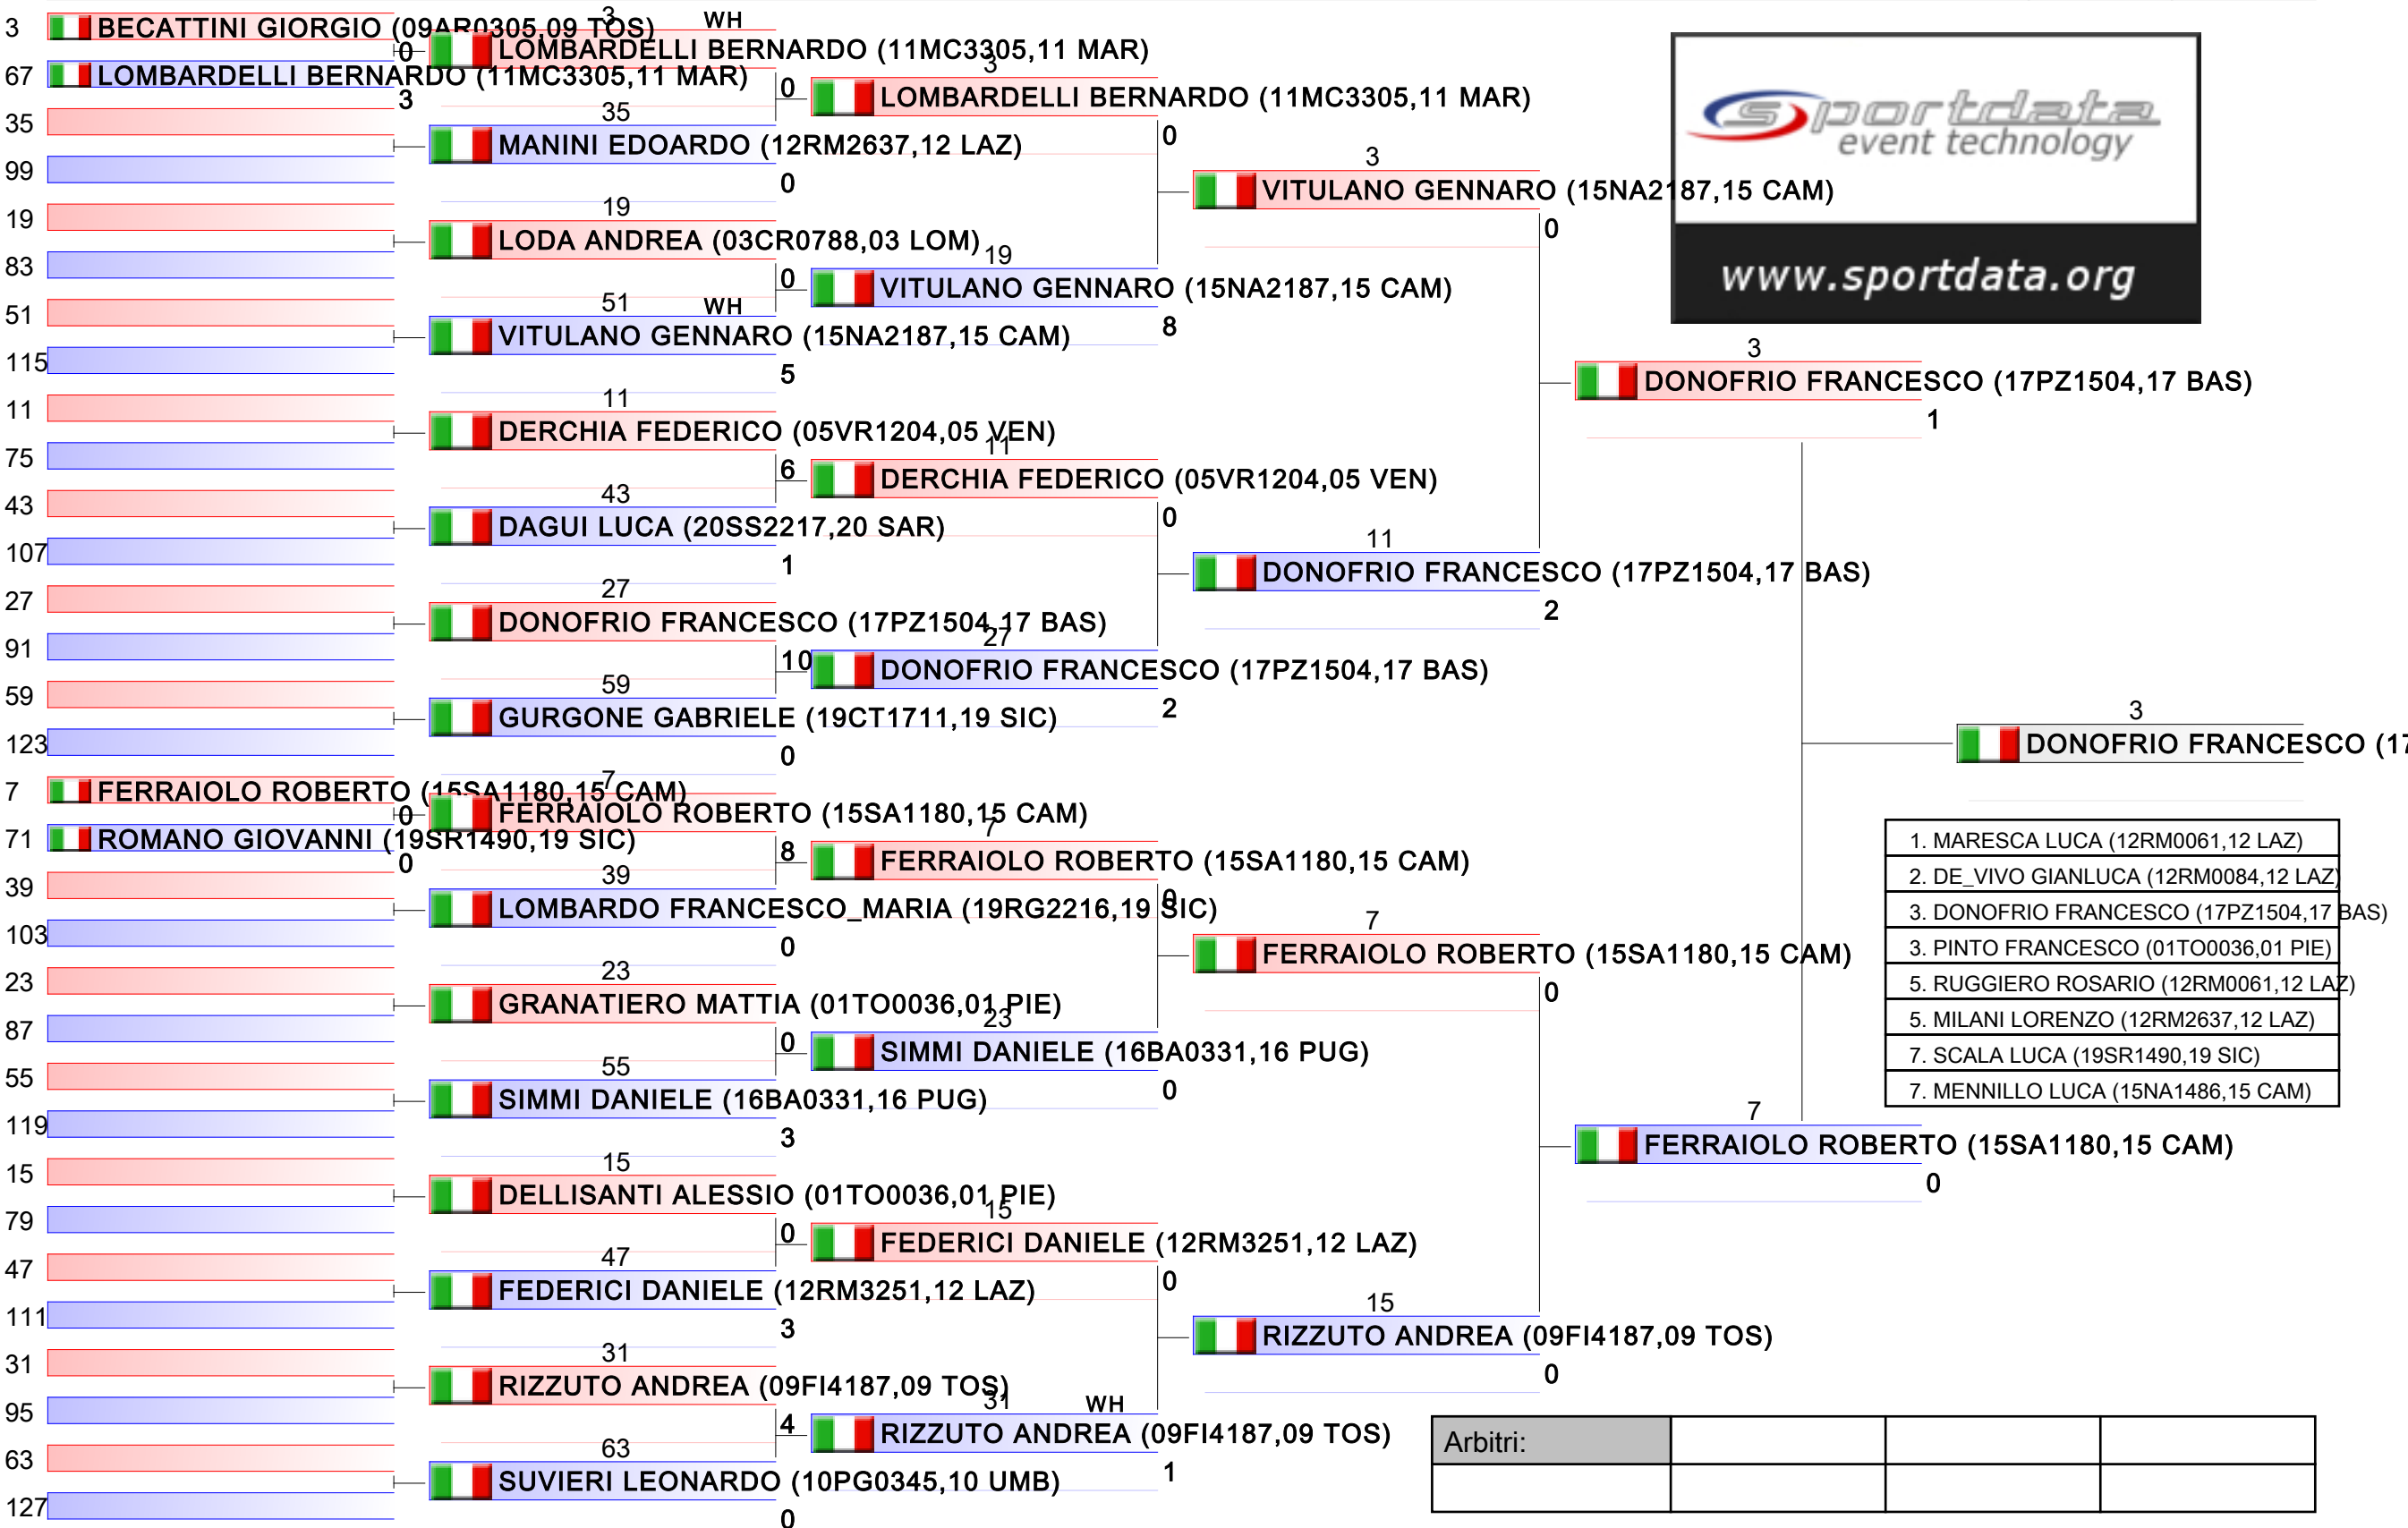 3 BECATTINI GIORGIO (09AR0305,09 TOS)
0
67 LOMBARDELLI BERNARDO (11MC3305,11 MAR)
3
35
99
19
83
51
115
11
75
43
107
27
91
59
123
7 FERRAIOLO ROBERTO (15SA1180,15 CAM)
0
71 ROMANO GIOVANNI (19SR1490,19 SIC)
0
39
103
23
87
55
119
15
79
47
111
31
95
63
127
3 WH
LOMBARDELLI BERNARDO (11MC3305,11 MAR)
0
35
MANINI EDOARDO (12RM2637,12 LAZ)
0
19
LODA ANDREA (03CR0788,03 LOM)
0
51 WH
VITULANO GENNARO (15NA2187,15 CAM)
5
11
DERCHIA FEDERICO (05VR1204,05 VEN)
6
43
DAGUI LUCA (20SS2217,20 SAR)
1
27
DONOFRIO FRANCESCO (17PZ1504,17 BAS)
10
59
GURGONE GABRIELE (19CT1711,19 SIC)
0
7
FERRAIOLO ROBERTO (15SA1180,15 CAM)
8
39
LOMBARDO FRANCESCO_MARIA (19RG2216,19 SIC)
0
23
GRANATIERO MATTIA (01TO0036,01 PIE)
0
55
SIMMI DANIELE (16BA0331,16 PUG)
3
15
DELLISANTI ALESSIO (01TO0036,01 PIE)
0
47
FEDERICI DANIELE (12RM3251,12 LAZ)
3
31
RIZZUTO ANDREA (09FI4187,09 TOS)
4
63
SUVIERI LEONARDO (10PG0345,10 UMB)
0
3
LOMBARDELLI BERNARDO (11MC3305,11 MAR)
0
19
VITULANO GENNARO (15NA2187,15 CAM)
8
11
DERCHIA FEDERICO (05VR1204,05 VEN)
0
27
DONOFRIO FRANCESCO (17PZ1504,17 BAS)
2
7
FERRAIOLO ROBERTO (15SA1180,15 CAM)
0
23
SIMMI DANIELE (16BA0331,16 PUG)
0
15
FEDERICI DANIELE (12RM3251,12 LAZ)
0
31 WH
RIZZUTO ANDREA (09FI4187,09 TOS)
1
3
VITULANO GENNARO (15NA2187,15 CAM)
0
11
DONOFRIO FRANCESCO (17PZ1504,17 BAS)
2
7
FERRAIOLO ROBERTO (15SA1180,15 CAM)
0
15
RIZZUTO ANDREA (09FI4187,09 TOS)
0
sportdata
event technology
www.sportdata.org
3
DONOFRIO FRANCESCO (17PZ1504,17 BAS)
1
7
FERRAIOLO ROBERTO (15SA1180,15 CAM)
0
3
DONOFRIO FRANCESCO (17
1. MARESCA LUCA (12RM0061,12 LAZ)
2. DE_VIVO GIANLUCA (12RM0084,12 LAZ)
3. DONOFRIO FRANCESCO (17PZ1504,17 BAS)
3. PINTO FRANCESCO (01TO0036,01 PIE)
5. RUGGIERO ROSARIO (12RM0061,12 LAZ)
5. MILANI LORENZO (12RM2637,12 LAZ)
7. SCALA LUCA (19SR1490,19 SIC)
7. MENNILLO LUCA (15NA1486,15 CAM)
Arbitri: